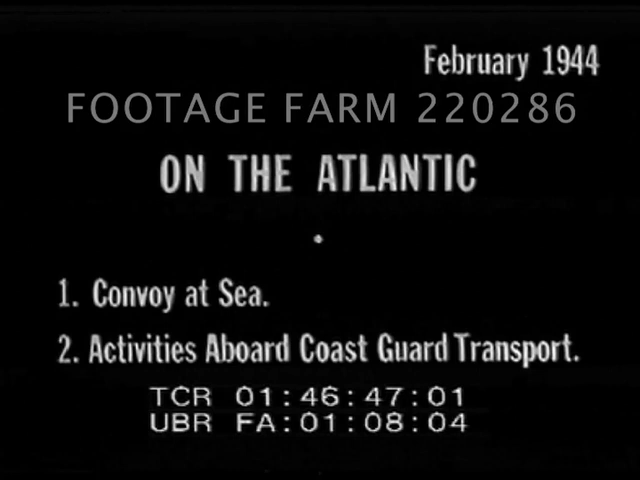 February 1944
FOOTAGE FARM 220286
ON THE ATLANTIC
1. Convoy at Sea.
2. Activities Aboard Coast Guard Transport.
TCR 01:46:47:01
UBR FA:01:08:04